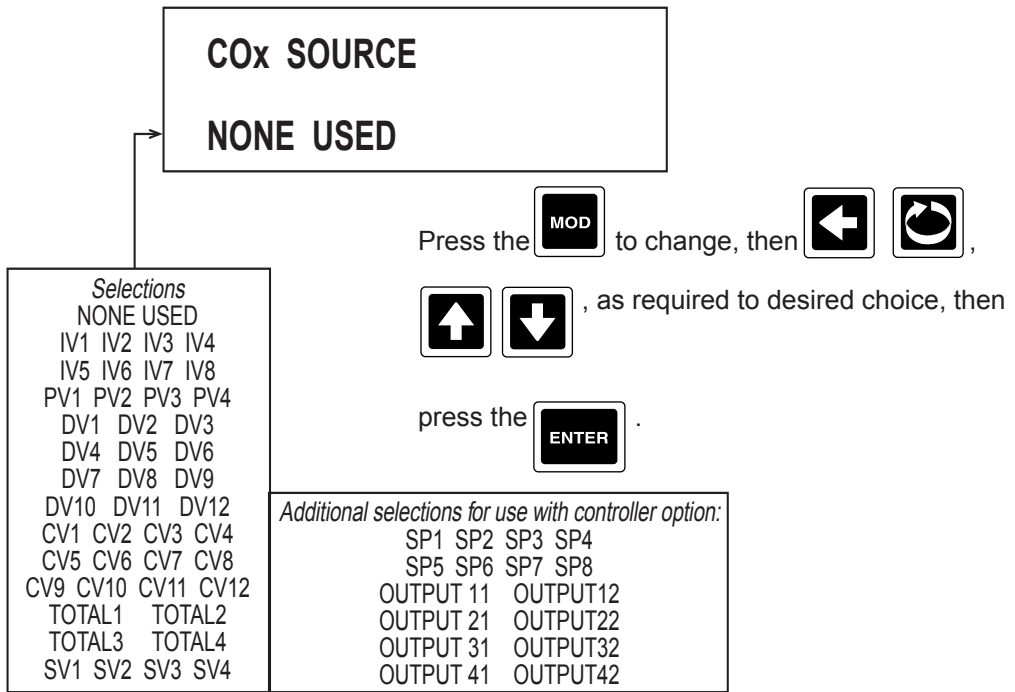 COx SOURCE
NONE USED
Press the MOD to change, then ,
, as required to desired choice, then
press the ENTER .
Selections
NONE USED
IV1 IV2 IV3 IV4
IV5 IV6 IV7 IV8
PV1 PV2 PV3 PV4
DV1 DV2 DV3
DV4 DV5 DV6
DV7 DV8 DV9
DV10 DV11 DV12
CV1 CV2 CV3 CV4
CV5 CV6 CV7 CV8
CV9 CV10 CV11 CV12
TOTAL1 TOTAL2
TOTAL3 TOTAL4
SV1 SV2 SV3 SV4
Additional selections for use with controller option:
SP1 SP2 SP3 SP4
SP5 SP6 SP7 SP8
OUTPUT 11 OUTPUT12
OUTPUT 21 OUTPUT22
OUTPUT 31 OUTPUT32
OUTPUT 41 OUTPUT42